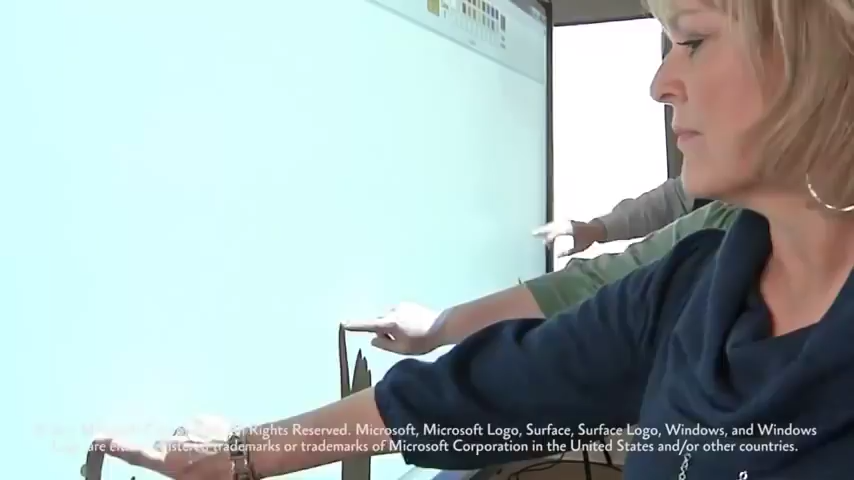 Rights Reserved. Microsoft, Microsoft Logo, Surface, Surface Logo, Windows, and Windows
trademarks or trademarks of Microsoft Corporation in the United States and/or other countries.